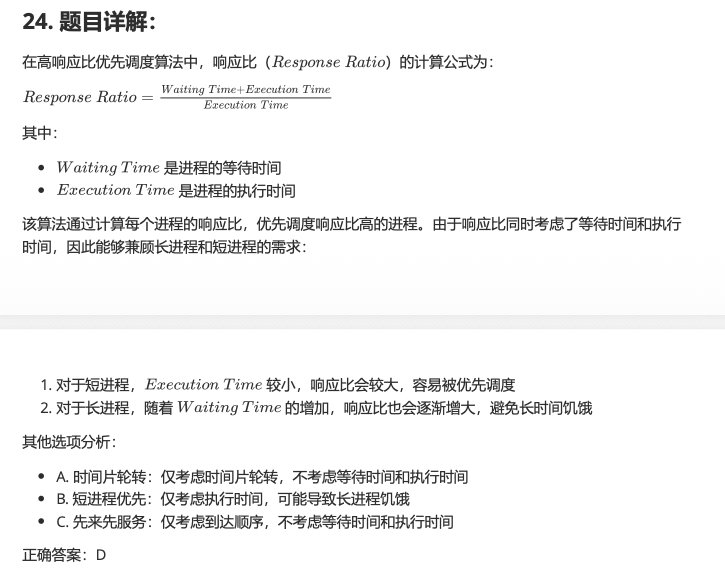 24. 题目详解：
在高响应比优先调度算法中，响应比（Response Ratio）的计算公式为：
Response Ratio = \frac{Waiting Time+Execution Time}{Execution Time}
其中：
• Waiting Time 是进程的等待时间
• Execution Time 是进程的执行时间
该算法通过计算每个进程的响应比，优先调度响应比高的进程。由于响应比同时考虑了等待时间和执行
时间，因此能够兼顾长进程和短进程的需求：
1. 对于短进程，Execution Time 较小，响应比会较大，容易被优先调度
2. 对于长进程，随着 Waiting Time 的增加，响应比也会逐渐增大，避免长时间饥饿
其他选项分析：
• A. 时间片轮转：仅考虑时间片轮转，不考虑等待时间和执行时间
• B. 短进程优先：仅考虑执行时间，可能导致长进程饥饿
• C. 先来先服务：仅考虑到达顺序，不考虑等待时间和执行时间
正确答案：D